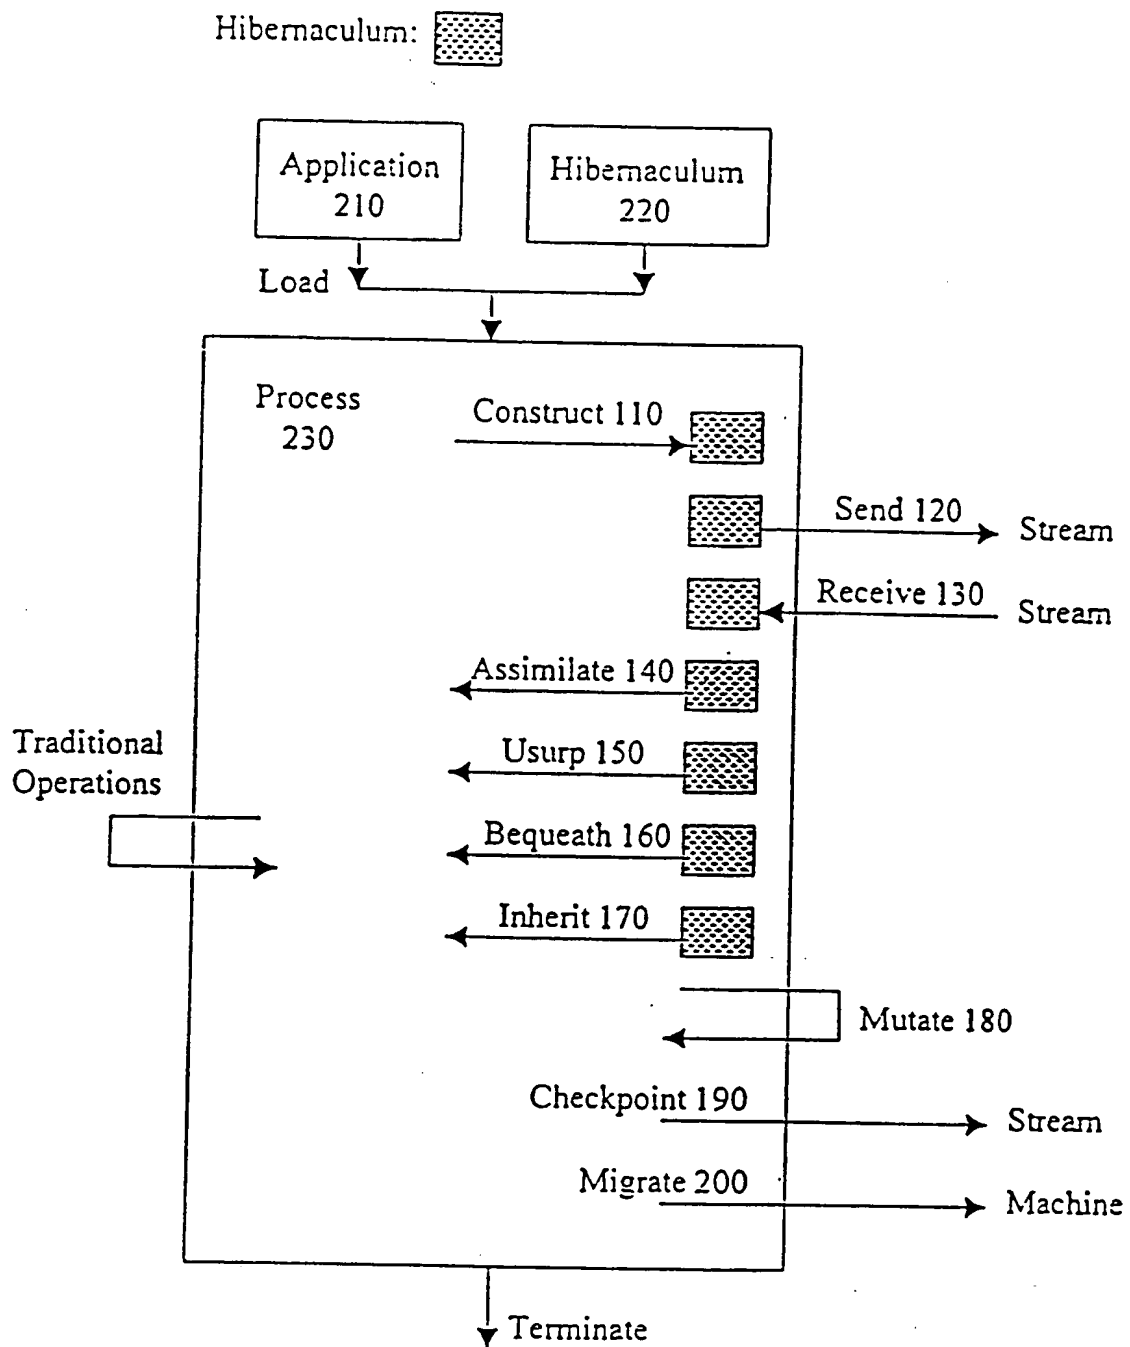 Hibernaculum:
Application
210
Hibernaculum
220
Load
Process
230
Construct 110
Send 120
Stream
Receive 130
Stream
Assimilate 140
Traditional
Operations
Usurp 150
Bequeath 160
Inherit 170
Mutate 180
Checkpoint 190
Stream
Migrate 200
Machine
Terminate